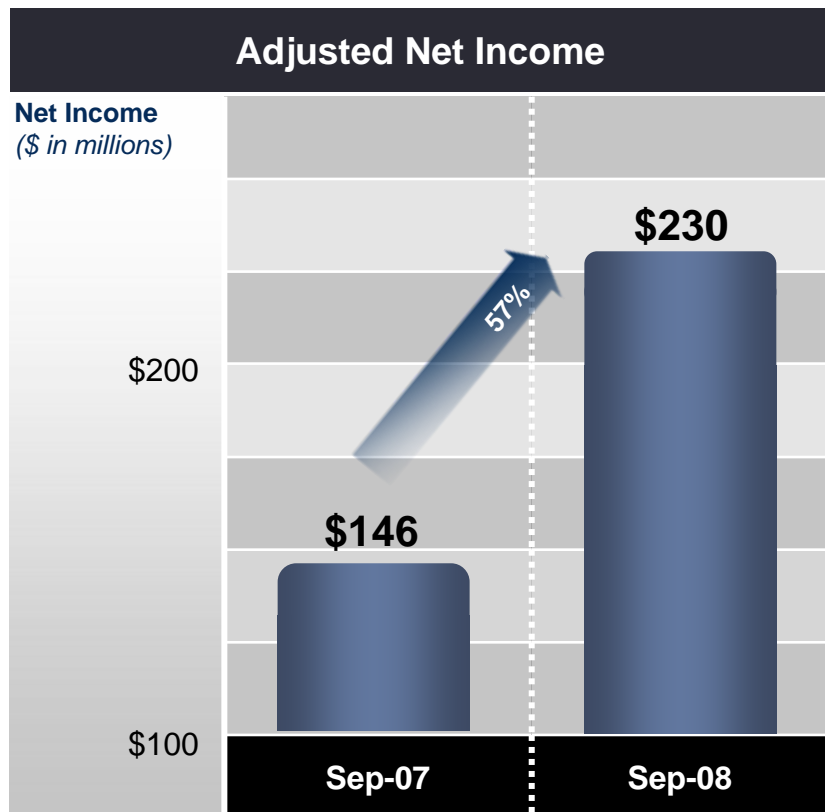 Adjusted Net Income
Net Income
($ in millions)
$230
57%
$200
$146
$100
Sep-07
Sep-08